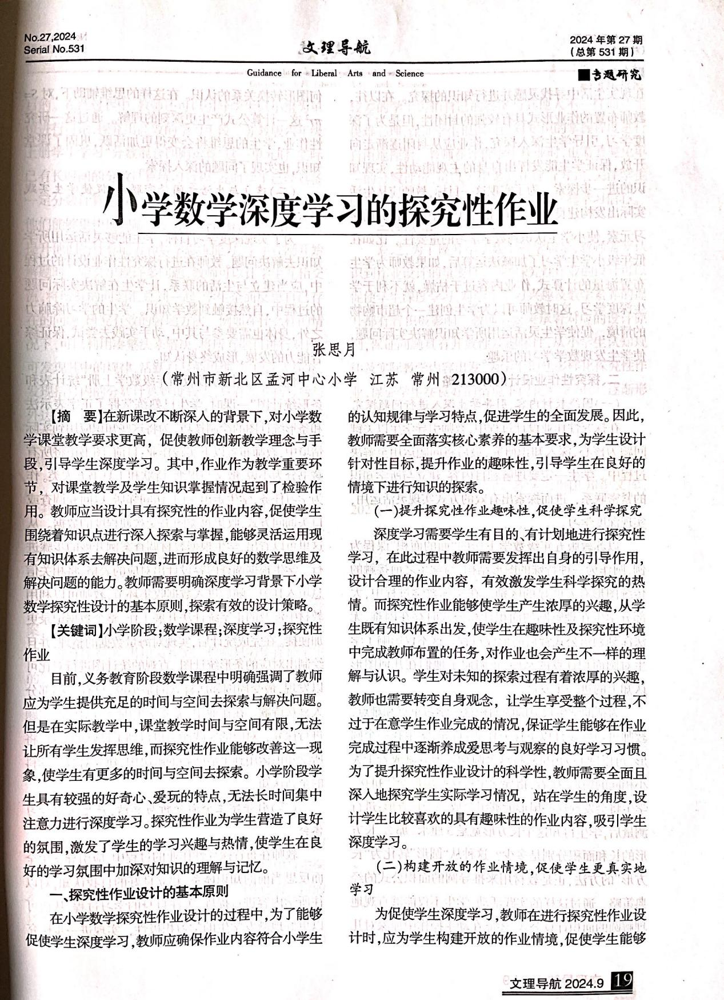 No.27,2024
Serial No.531
文理导航
2024年第27期
(总第531期)
Guidance for Liberal Arts and Science
■专题研究
小学数学深度学习的探究性作业
张思月
(常州市新北区孟河中心小学 江苏 常州 213000)
【摘 要】在新课改不断深入的背景下,对小学数
学课堂教学要求更高，促使教师创新教学理念与手
段,引导学生深度学习。其中,作业作为教学重要环
节，对课堂教学及学生知识掌握情况起到了检验作
用。教师应当设计具有探究性的作业内容,促使学生
围绕着知识点进行深入探索与掌握,能够灵活运用现
有知识体系去解决问题,进而形成良好的数学思维及
解决问题的能力。教师需要明确深度学习背景下小学
数学探究性设计的基本原则,探索有效的设计策略。
【关键词】小学阶段;数学课程;深度学习;探究性
作业
目前,义务教育阶段数学课程中明确强调了教师
应为学生提供充足的时间与空间去探索与解决问题。
但是在实际教学中,课堂教学时间与空间有限,无法
让所有学生发挥思维,而探究性作业能够改善这一现
象,使学生有更多的时间与空间去探索。小学阶段学
生具有较强的好奇心、爱玩的特点,无法长时间集中
注意力进行深度学习。探究性作业为学生营造了良好
的氛围,激发了学生的学习兴趣与热情,使学生在良
好的学习氛围中加深对知识的理解与记忆。
一、探究性作业设计的基本原则
在小学数学探究性作业设计的过程中,为了能够
促使学生深度学习,教师应确保作业内容符合小学生
的认知规律与学习特点,促进学生的全面发展。因此,
教师需要全面落实核心素养的基本要求,为学生设计
针对性目标,提升作业的趣味性,引导学生在良好的
情境下进行知识的探索。
(一)提升探究性作业趣味性,促使学生科学探究
深度学习需要学生有目的、有计划地进行探究性
学习，在此过程中教师需要发挥出自身的引导作用,
设计合理的作业内容，有效激发学生科学探究的热
情。而探究性作业能够使学生产生浓厚的兴趣,从学
生既有知识体系出发,使学生在趣味性及探究性环境
中完成教师布置的任务,对作业也会产生不一样的理
解与认识。学生对未知的探索过程有着浓厚的兴趣,
教师也需要转变自身观念，让学生享受整个过程,不
过于在意学生作业完成的情况,保证学生能够在作业
完成过程中逐渐养成爱思考与观察的良好学习习惯。
为了提升探究性作业设计的科学性,教师需要全面且
深入地探究学生实际学习情况，站在学生的角度,设
计学生比较喜欢的具有趣味性的作业内容,吸引学生
深度学习。
(二)构建开放的作业情境,促使学生更真实地
学习
为促使学生深度学习,教师在进行探究性作业设
计时,应为学生构建开放的作业情境,促使学生能够
文理导航 2024.9 19